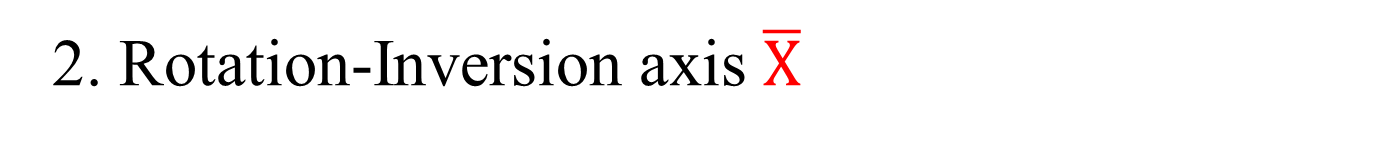 2. Rotation-Inversion axis X̅